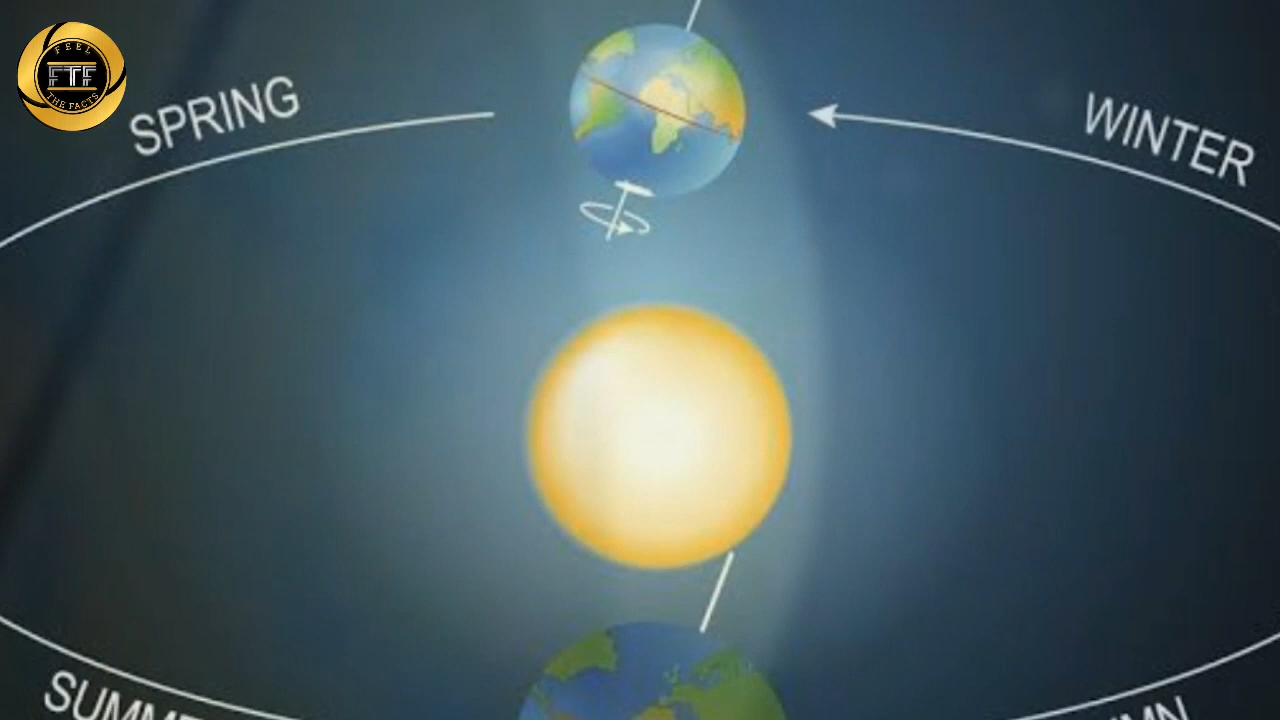 FEEL
FTF
THE FACTS
SPRING
WINTER